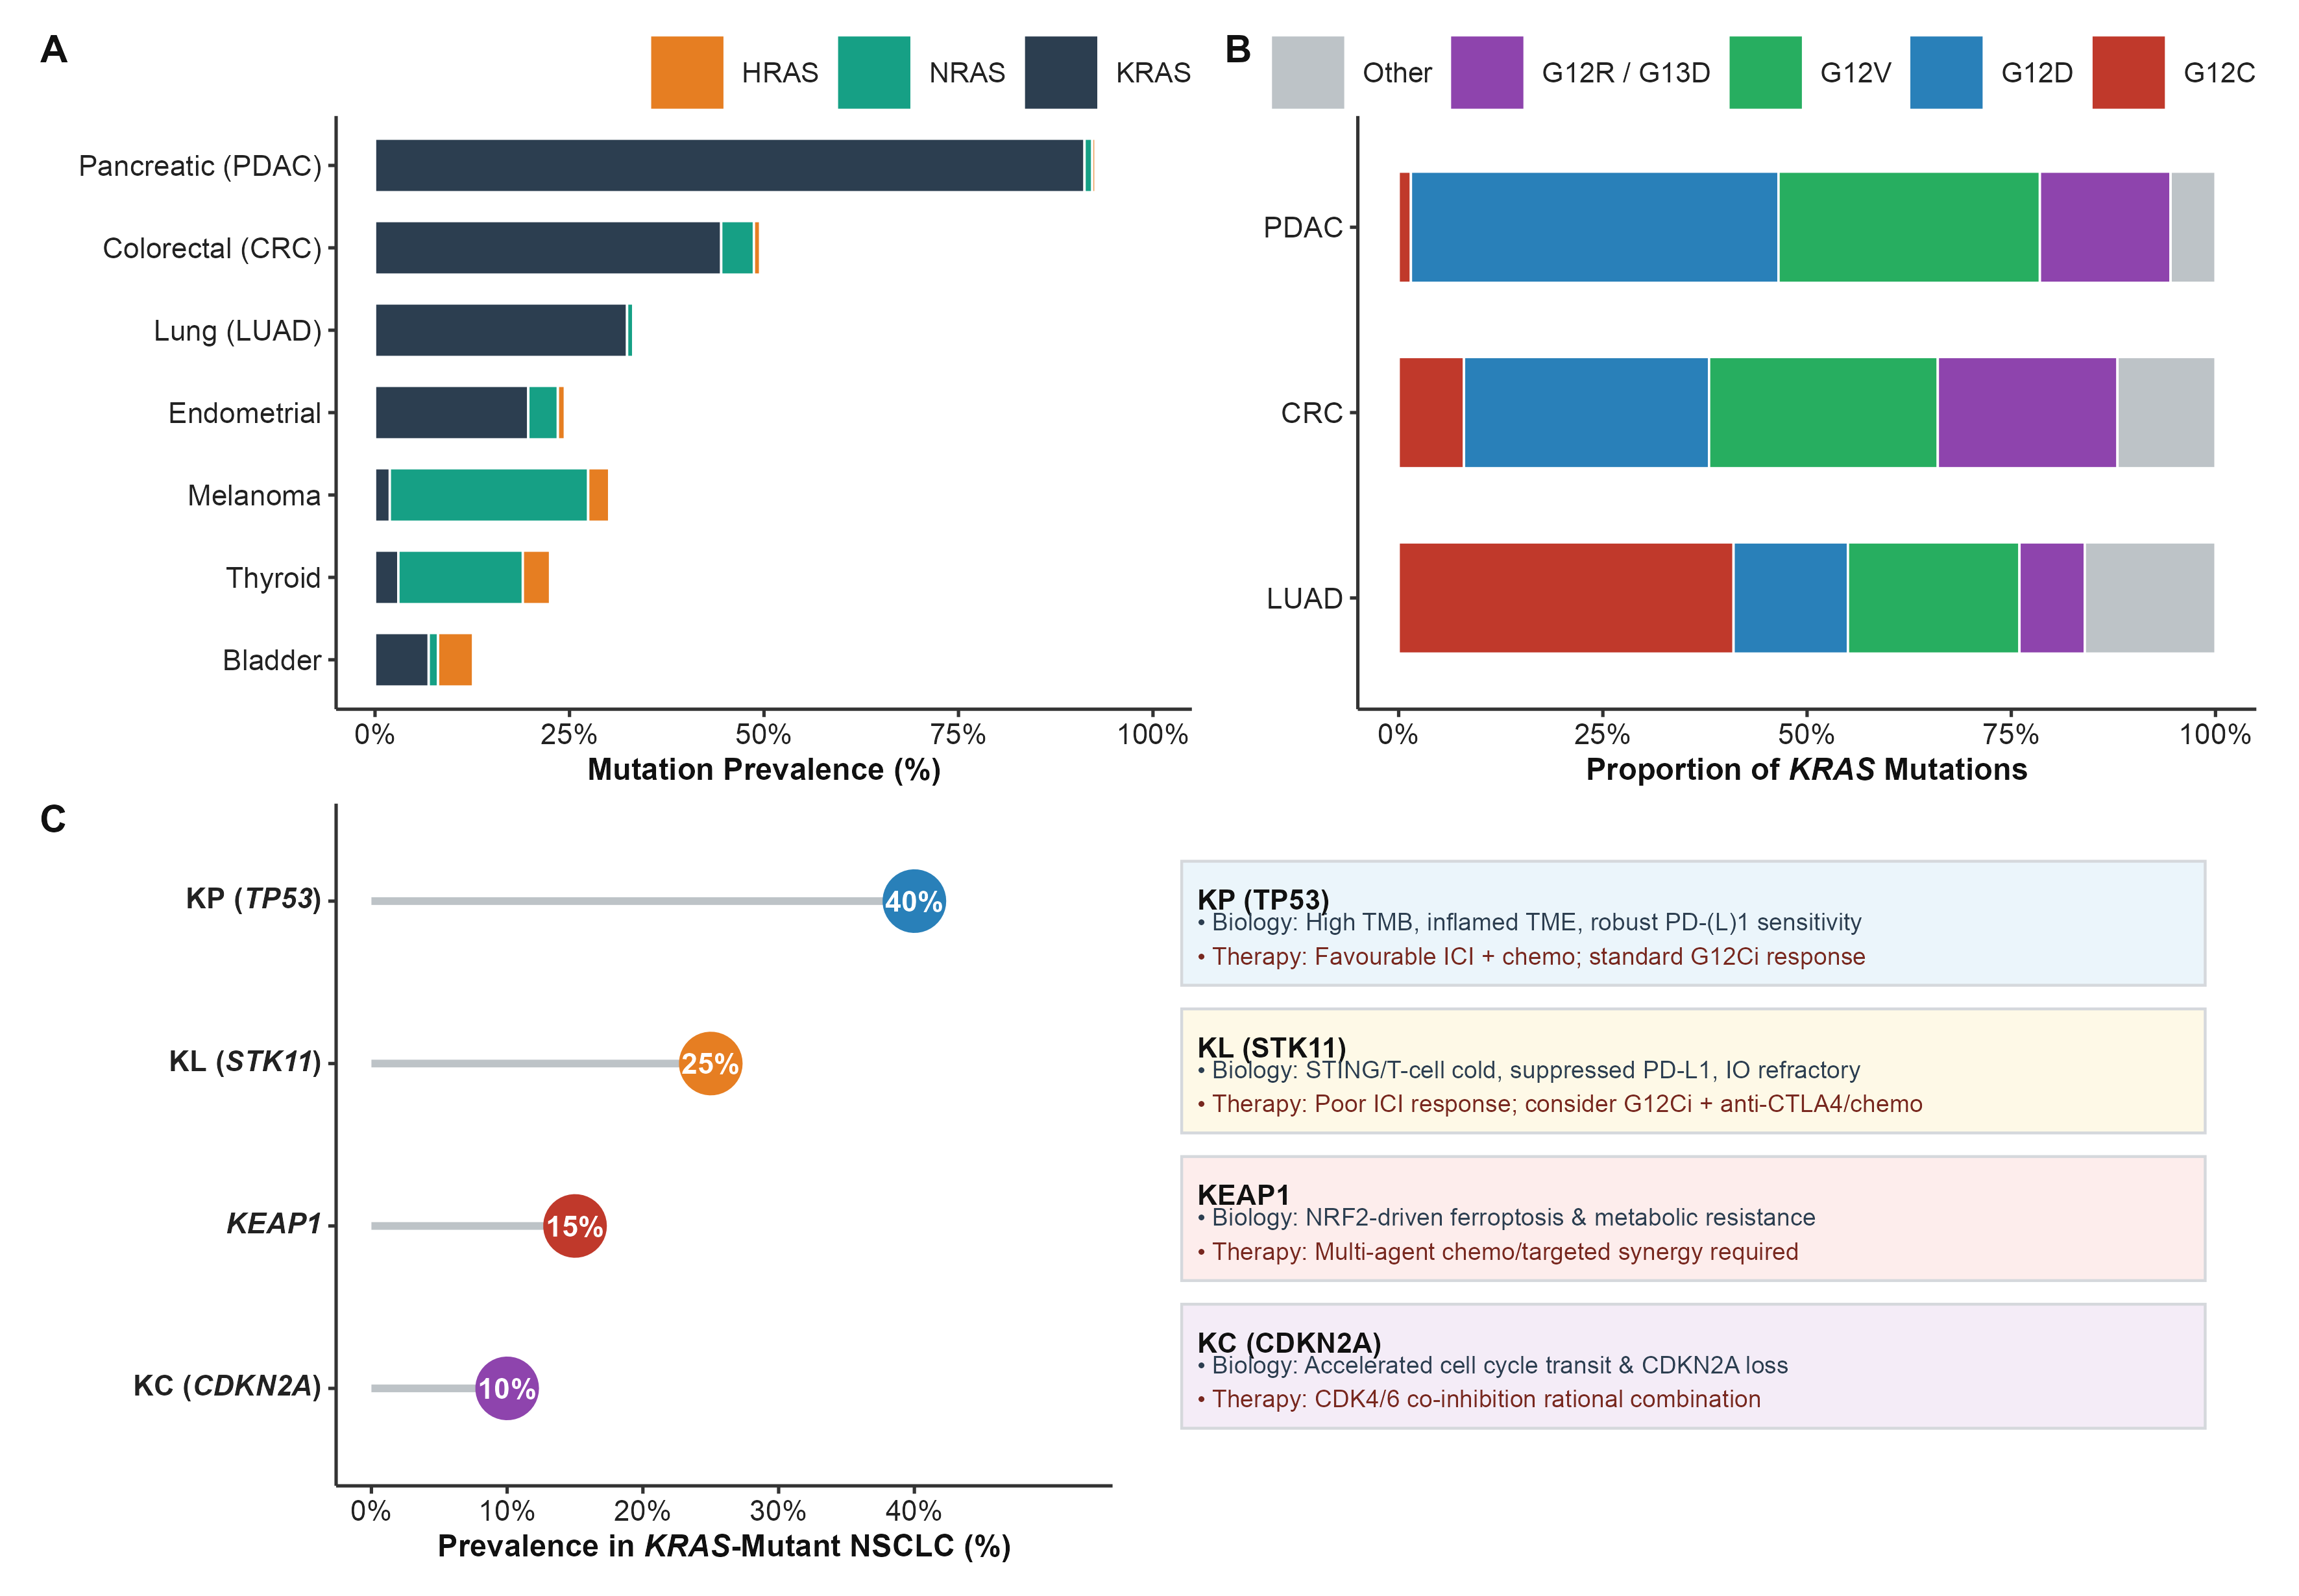 A
HRAS NRAS KRAS
Pancreatic (PDAC)
Colorectal (CRC)
Lung (LUAD)
Endometrial
Melanoma
Thyroid
Bladder
0% 25% 50% 75% 100%
Mutation Prevalence (%)
B
Other G12R / G13D G12V G12D G12C
PDAC
CRC
LUAD
0% 25% 50% 75% 100%
Proportion of KRAS Mutations
C
KP (TP53) 40%
KL (STK11) 25%
KEAP1 15%
KC (CDKN2A) 10%
0% 10% 20% 30% 40%
Prevalence in KRAS-Mutant NSCLC (%)
KP (TP53)
• Biology: High TMB, inflamed TME, robust PD-(L)1 sensitivity
• Therapy: Favourable ICI + chemo; standard G12Ci response
KL (STK11)
• Biology: STING/T-cell cold, suppressed PD-L1, IO refractory
• Therapy: Poor ICI response; consider G12Ci + anti-CTLA4/chemo
KEAP1
• Biology: NRF2-driven ferroptosis & metabolic resistance
• Therapy: Multi-agent chemo/targeted synergy required
KC (CDKN2A)
• Biology: Accelerated cell cycle transit & CDKN2A loss
• Therapy: CDK4/6 co-inhibition rational combination